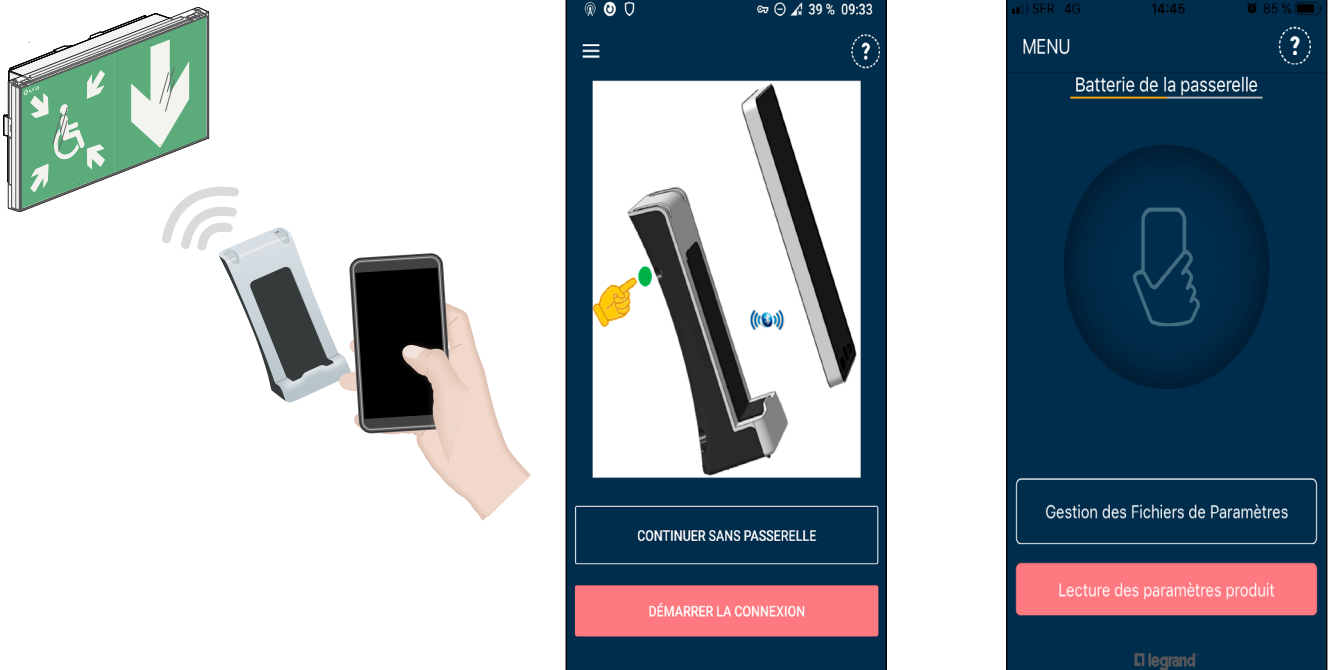 ura
39 % 09:33
?
CONTINUER SANS PASSERELLE
DÉMARRER LA CONNEXION
SFR 4G 14:45 85 %
MENU ?
Batterie de la passerelle
Gestion des Fichiers de Paramètres
Lecture des paramètres produit
legrand